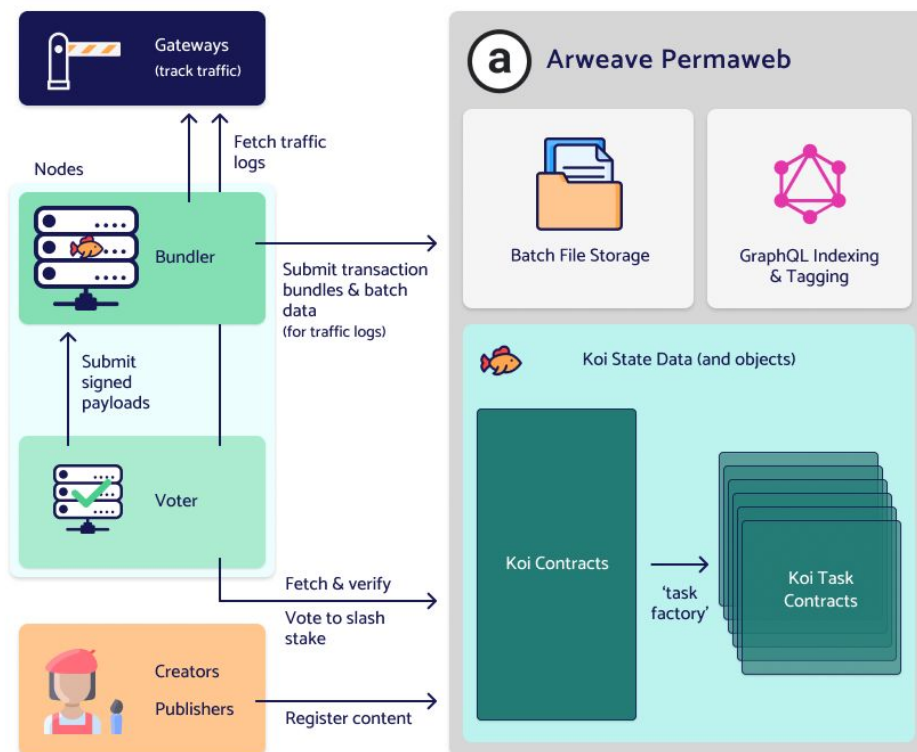 Gateways
(track traffic)
Fetch traffic
logs
Nodes
Bundler
Submit transaction
bundles & batch
data
(for traffic logs)
Submit
signed
payloads
Voter
Fetch & verify
Vote to slash
stake
Creators
Publishers
Register content
a
Arweave Permaweb
Batch File Storage
GraphQL Indexing
& Tagging
Koi State Data (and objects)
Koi Contracts
‘task
factory’
Koi Task
Contracts